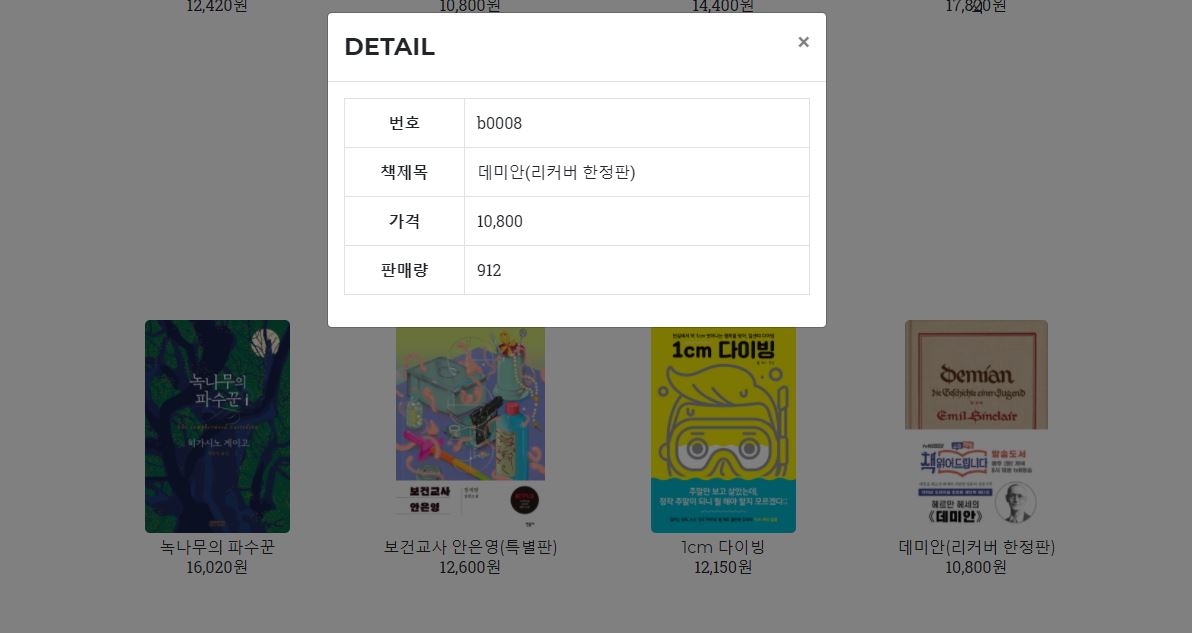 12,420원
10,800원
14,400원
DETAIL
×
번호 b0008
책제목 데미안(리커버 한정판)
가격 10,800
판매량 912
녹나무의
파수꾼
히가시노 게이고
보건교사
안은영
1cm 다이빙
주말만 보고 살았는데,
정작 주말이 되니 뭘 해야 할지 모르겠다::
Demian
die Geschichte einer Jugend
Emil Sinclair
책 읽어드립니다
방송도서
헤르만 헤세의
《데미안》
녹나무의 파수꾼
16,020원
보건교사 안은영(특별판)
12,600원
1cm 다이빙
12,150원
데미안(리커버 한정판)
10,800원